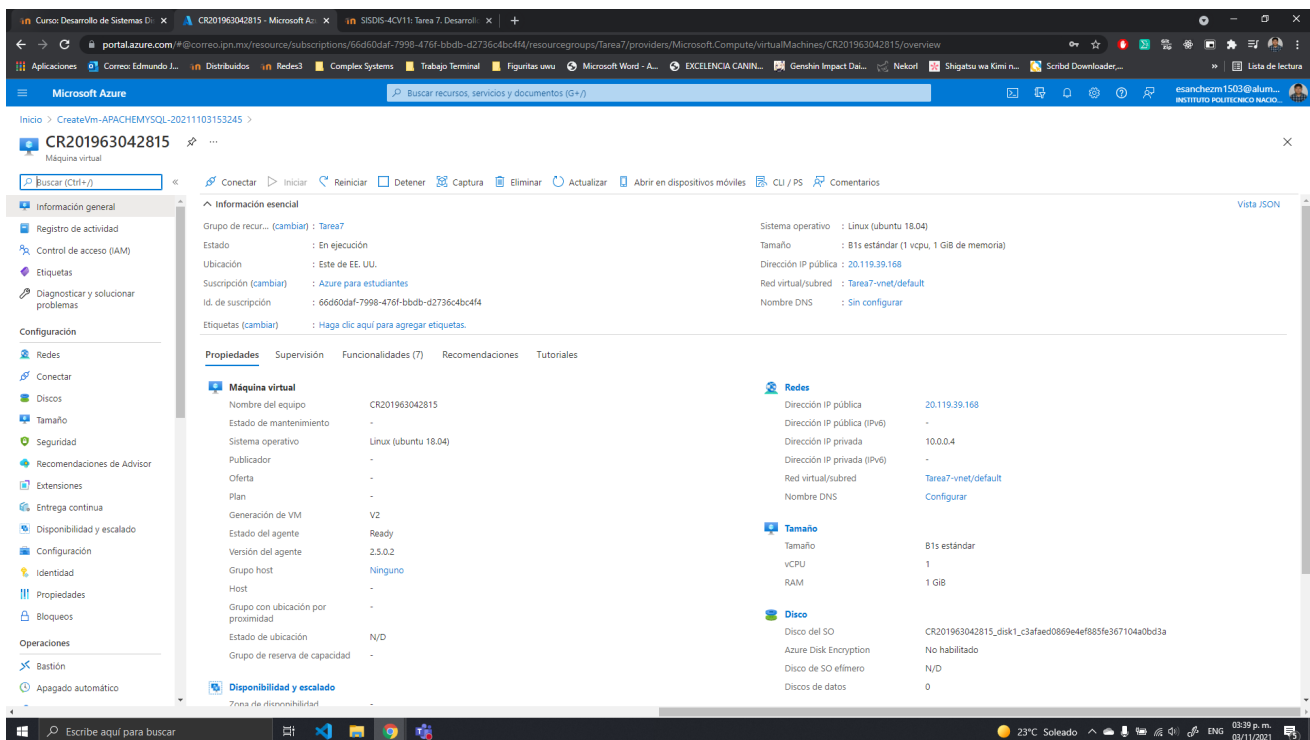 Curso: Desarrollo de Sistemas Di
CR201963042815 - Microsoft Az
SISDIS-4CV11: Tarea 7. Desarroll
portal.azure.com/#@correo.ipn.mx/resource/subscriptions/66d60daf-7998-476f-bbdb-d2736c4bc4f4/resourcegroups/Tarea7/providers/Microsoft.Compute/virtualMachines/CR201963042815/overview
Aplicaciones Correo: Edmundo J... Distribuidos Redes3 Complex Systems Trabajo Terminal Figuritas uwu Microsoft Word - A... EXCELENCIA CANIN... Genshin Impact Dai... Nekorl Shigatsu wa Kimi n... Scribd Downloader,... » Lista de lectura
Microsoft Azure
Buscar recursos, servicios y documentos (G+/)
esanchezm1503@alum...
INSTITUTO POLITECNICO NACIO...
Inicio > CreateVm-APACHEMYSQL-20211103153245 >
CR201963042815 ...
Máquina virtual
Buscar (Ctrl+/) «
Conectar Iniciar Reiniciar Detener Captura Eliminar Actualizar Abrir en dispositivos móviles CLI / PS Comentarios
Información general
Registro de actividad
Control de acceso (IAM)
Etiquetas
Diagnosticar y solucionar
problemas
Configuración
Redes
Conectar
Discos
Tamaño
Seguridad
Recomendaciones de Advisor
Extensiones
Entrega continua
Disponibilidad y escalado
Configuración
Identidad
Propiedades
Bloqueos
Operaciones
Bastión
Apagado automático
Información esencial
Vista JSON
Grupo de recur... (cambiar) : Tarea7
Estado : En ejecución
Ubicación : Este de EE. UU.
Suscripción (cambiar) : Azure para estudiantes
Id. de suscripción : 66d60daf-7998-476f-bbdb-d2736c4bc4f4
Etiquetas (cambiar) : Haga clic aquí para agregar etiquetas.
Sistema operativo : Linux (ubuntu 18.04)
Tamaño : B1s estándar (1 vcpu, 1 GiB de memoria)
Dirección IP pública : 20.119.39.168
Red virtual/subred : Tarea7-vnet/default
Nombre DNS : Sin configurar
Propiedades Supervisión Funcionalidades (7) Recomendaciones Tutoriales
Máquina virtual
Nombre del equipo CR201963042815
Estado de mantenimiento -
Sistema operativo Linux (ubuntu 18.04)
Publicador -
Oferta -
Plan -
Generación de VM V2
Estado del agente Ready
Versión del agente 2.5.0.2
Grupo host Ninguno
Host -
Grupo con ubicación por -
proximidad
Estado de ubicación N/D
Grupo de reserva de capacidad -
Disponibilidad y escalado
Zona de disponibilidad -
Redes
Dirección IP pública 20.119.39.168
Dirección IP pública (IPv6) -
Dirección IP privada 10.0.0.4
Dirección IP privada (IPv6) -
Red virtual/subred Tarea7-vnet/default
Nombre DNS Configurar
Tamaño
Tamaño B1s estándar
vCPU 1
RAM 1 GiB
Disco
Disco del SO CR201963042815_disk1_c3afaed0869e4ef885fe367104a0bd3a
Azure Disk Encryption No habilitado
Disco de SO efímero N/D
Discos de datos 0
Escribe aquí para buscar
23°C Soleado
ENG
03:39 p. m.
03/11/2021